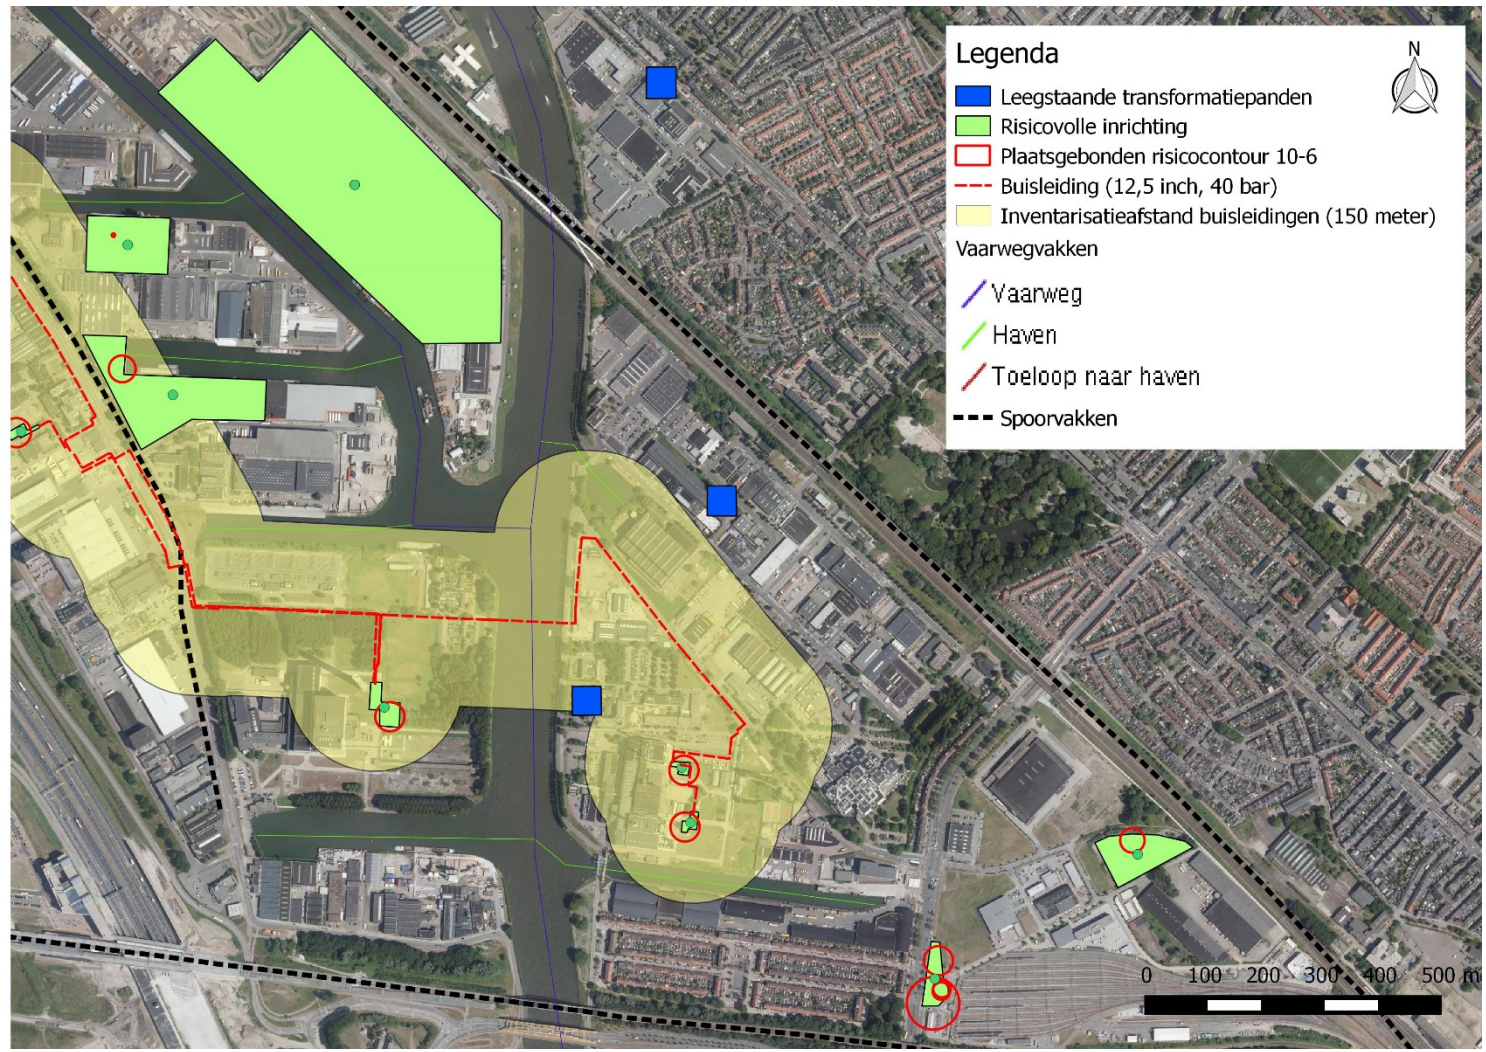 Legenda
N
Leegstaande transformatiepanden
Risicovolle inrichting
Plaatsgebonden risicocontour 10-6
Buisleiding (12,5 inch, 40 bar)
Inventarisatieafstand buisleidingen (150 meter)
Vaarwegvakken
Vaarweg
Haven
Toeloop naar haven
Spoorvakken
0 100 200 300 400 500 m